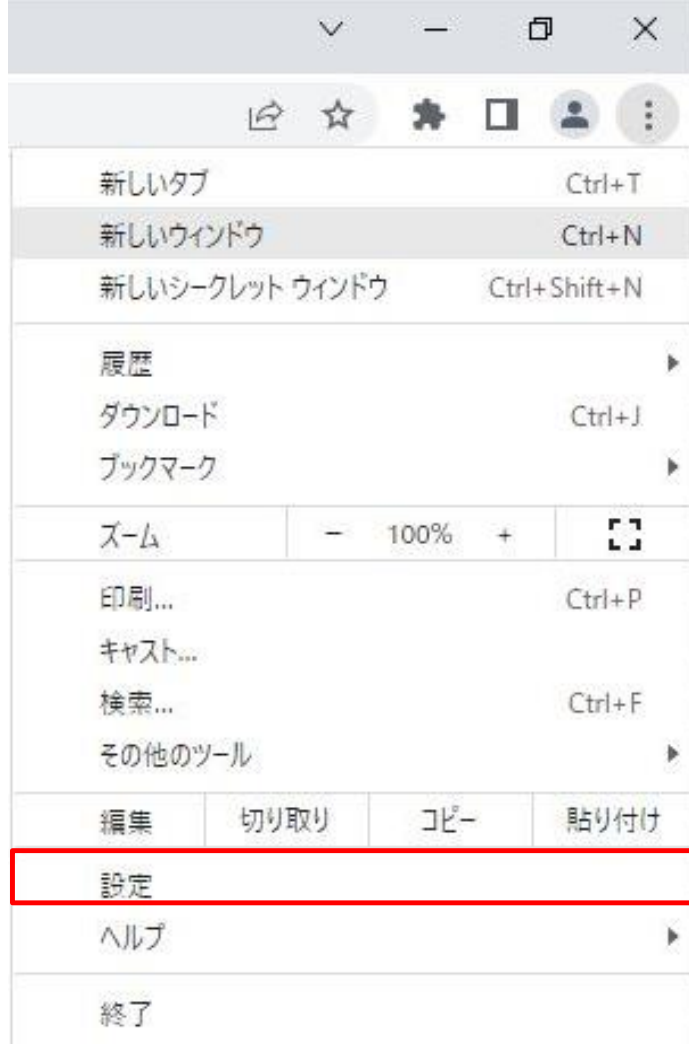 新しいタブ Ctrl+T
新しいウィンドウ Ctrl+N
新しいシークレット ウィンドウ Ctrl+Shift+N
履歴
ダウンロード Ctrl+J
ブックマーク
ズーム − 100% +
印刷... Ctrl+P
キャスト...
検索... Ctrl+F
その他のツール
編集 切り取り コピー 貼り付け
設定
ヘルプ
終了